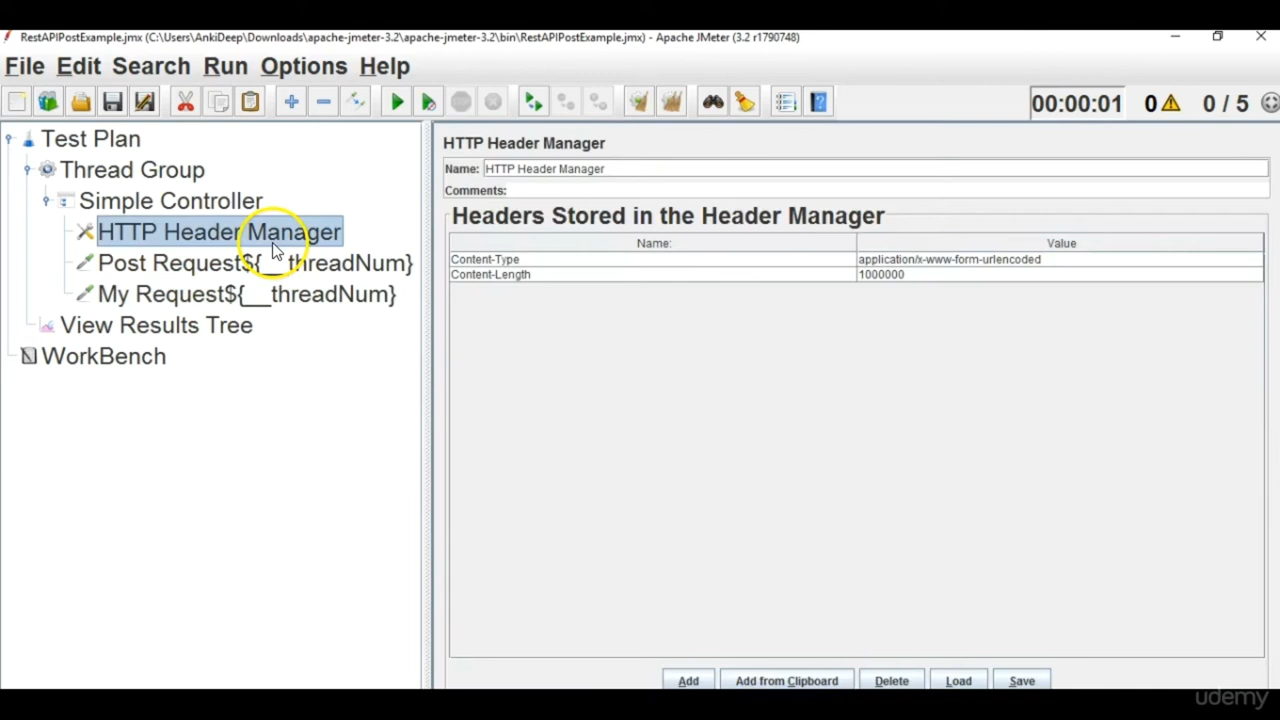 RestAPIPostExample.jmx (C:\Users\AnkiDeep\Downloads\apache-jmeter-3.2\apache-jmeter-3.2\bin\RestAPIPostExample.jmx) - Apache JMeter (3.2 r1790748)
File Edit Search Run Options Help
00:00:01 0 0 / 5
Test Plan
Thread Group
Simple Controller
HTTP Header Manager
Post Request${__threadNum}
My Request${__threadNum}
View Results Tree
WorkBench
HTTP Header Manager
Name: HTTP Header Manager
Comments:
Headers Stored in the Header Manager
Name: Value
Content-Type application/x-www-form-urlencoded
Content-Length 1000000
Add Add from Clipboard Delete Load Save
udemy